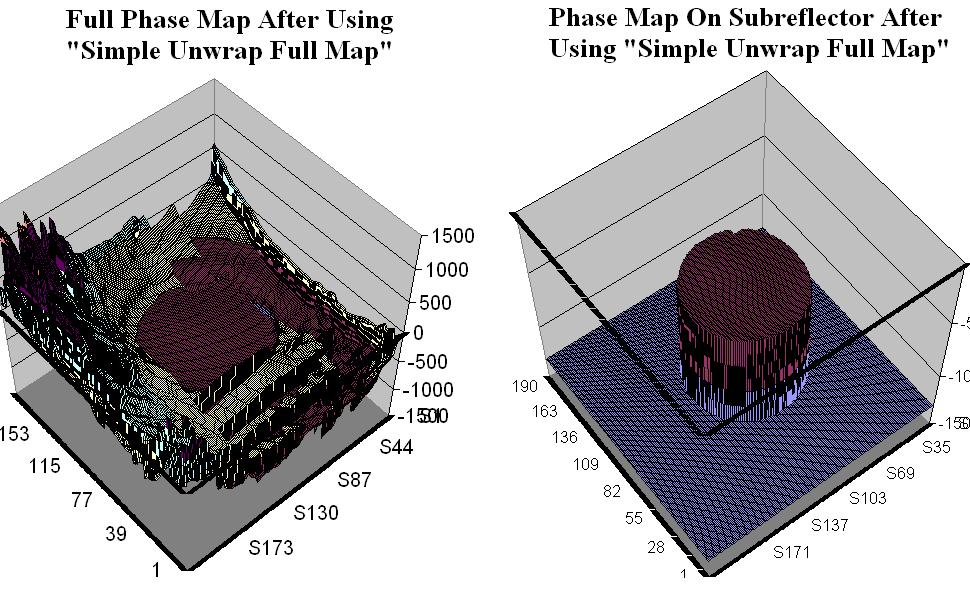 Full Phase Map After Using
"Simple Unwrap Full Map"
Phase Map On Subreflector After
Using "Simple Unwrap Full Map"
1500
1000
500
0
-500
-1000
-1500
S44
S87
S130
S173
153
115
77
39
1
190
163
136
109
82
55
28
1
S35
S69
S103
S137
S171